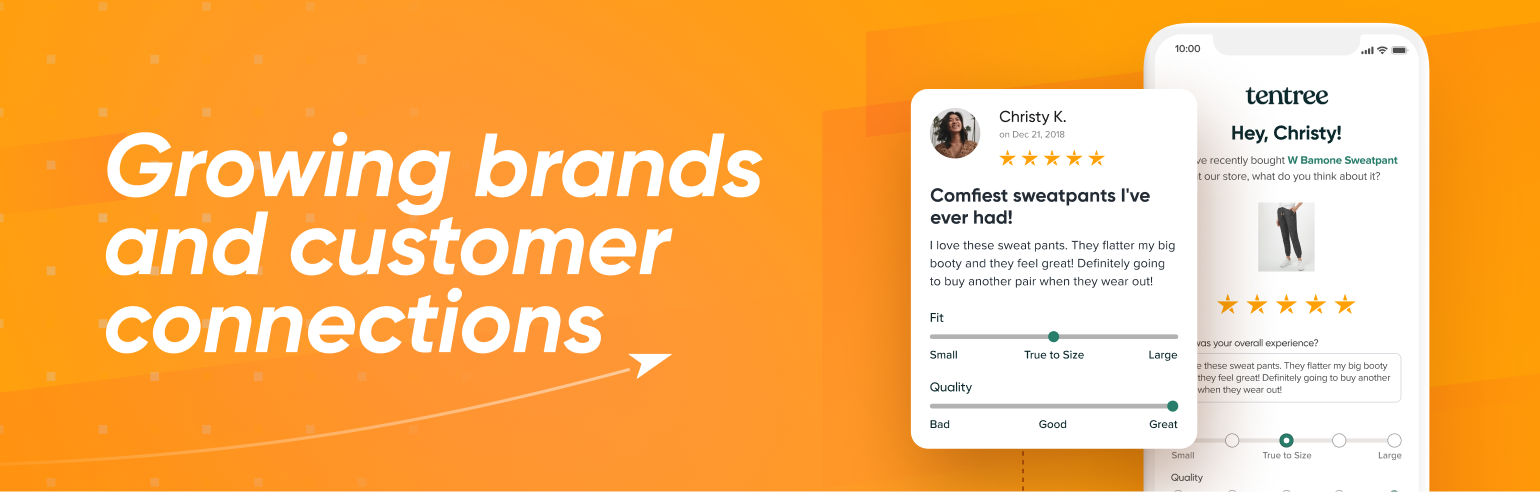 Growing brands
and customer
connections
Christy K.
on Dec 21, 2018
Comfiest sweatpants I've
ever had!
I love these sweat pants. They flatter my big
booty and they feel great! Definitely going
to buy another pair when they wear out!
Fit
Small True to Size Large
Quality
Bad Good Great
10:00
tentree
Hey, Christy!
recently bought W Bamone Sweatpant
our store, what do you think about it?
was your overall experience?
these sweat pants. They flatter my big booty
they feel great! Definitely going to buy another
when they wear out!
Small True to Size Large
Quality